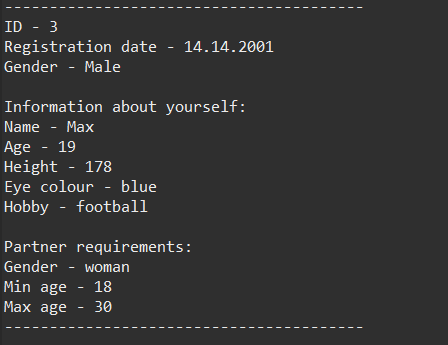 ----------------------------------------
ID - 3
Registration date - 14.14.2001
Gender - Male
Information about yourself:
Name - Max
Age - 19
Height - 178
Eye colour - blue
Hobby - football
Partner requirements:
Gender - woman
Min age - 18
Max age - 30
----------------------------------------